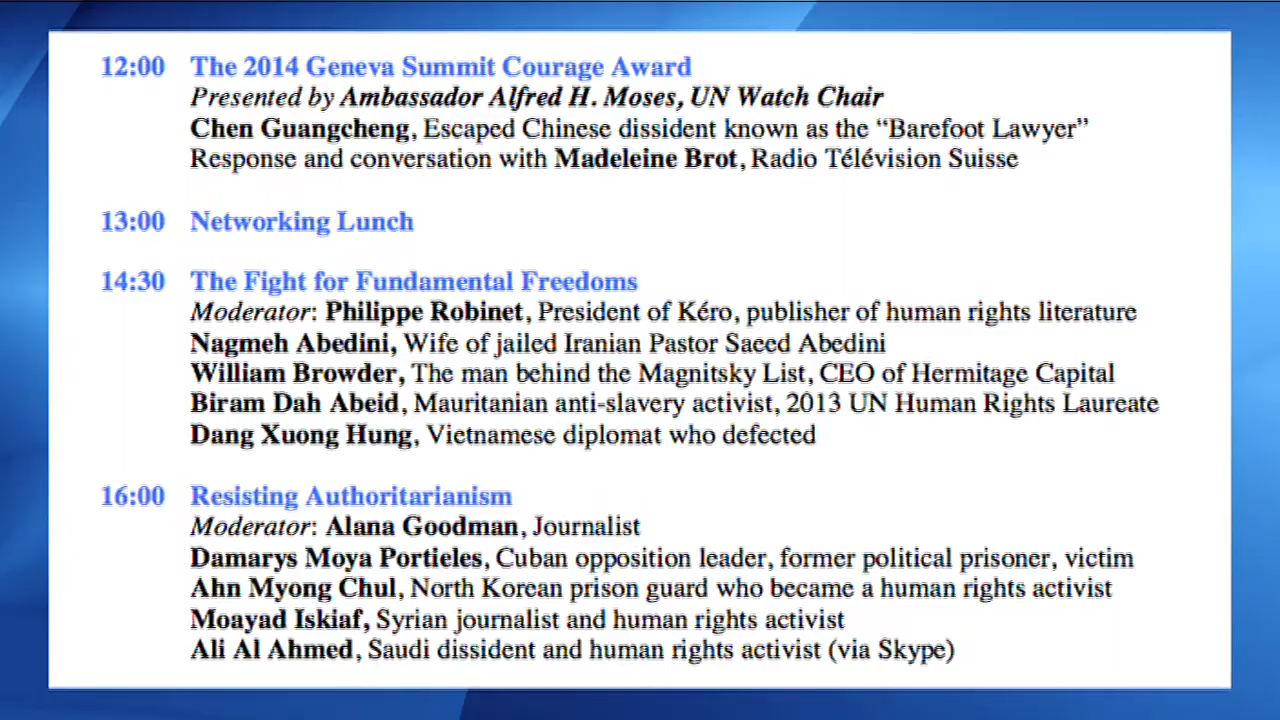 12:00 The 2014 Geneva Summit Courage Award
Presented by Ambassador Alfred H. Moses, UN Watch Chair
Chen Guangcheng, Escaped Chinese dissident known as the “Barefoot Lawyer”
Response and conversation with Madeleine Brot, Radio Télévision Suisse
13:00 Networking Lunch
14:30 The Fight for Fundamental Freedoms
Moderator: Philippe Robinet, President of Kéro, publisher of human rights literature
Nagmeh Abedini, Wife of jailed Iranian Pastor Saeed Abedini
William Browder, The man behind the Magnitsky List, CEO of Hermitage Capital
Biram Dah Abeid, Mauritanian anti-slavery activist, 2013 UN Human Rights Laureate
Dang Xuong Hung, Vietnamese diplomat who defected
16:00 Resisting Authoritarianism
Moderator: Alana Goodman, Journalist
Damarys Moya Portieles, Cuban opposition leader, former political prisoner, victim
Ahn Myong Chul, North Korean prison guard who became a human rights activist
Moayad Iskiaf, Syrian journalist and human rights activist
Ali Al Ahmed, Saudi dissident and human rights activist (via Skype)